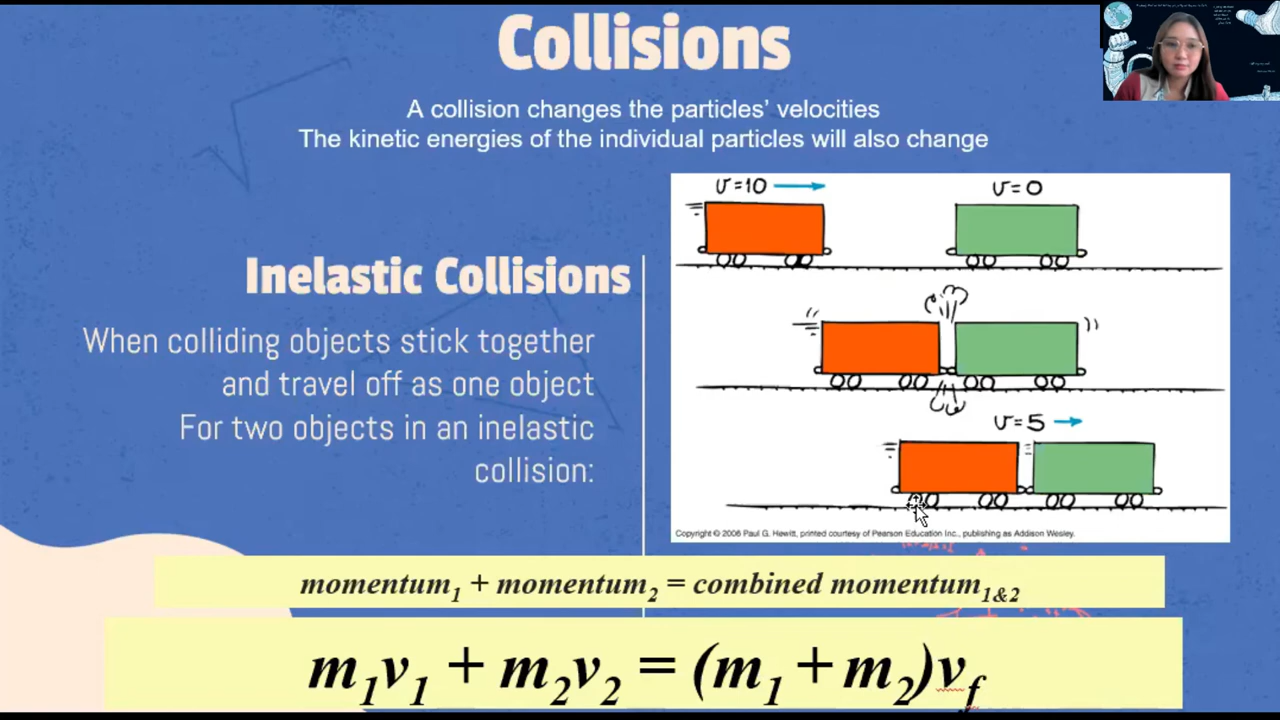 Collisions
A collision changes the particles' velocities
The kinetic energies of the individual particles will also change
Inelastic Collisions
When colliding objects stick together
and travel off as one object
For two objects in an inelastic
collision:
v=10
v=0
v=5
Copyright © 2006 Paul G. Hewitt, printed courtesy of Pearson Education Inc., publishing as Addison Wesley.
momentum₁ + momentum₂ = combined momentum₁&₂
m₁v₁ + m₂v₂ = (m₁ + m₂)v_f